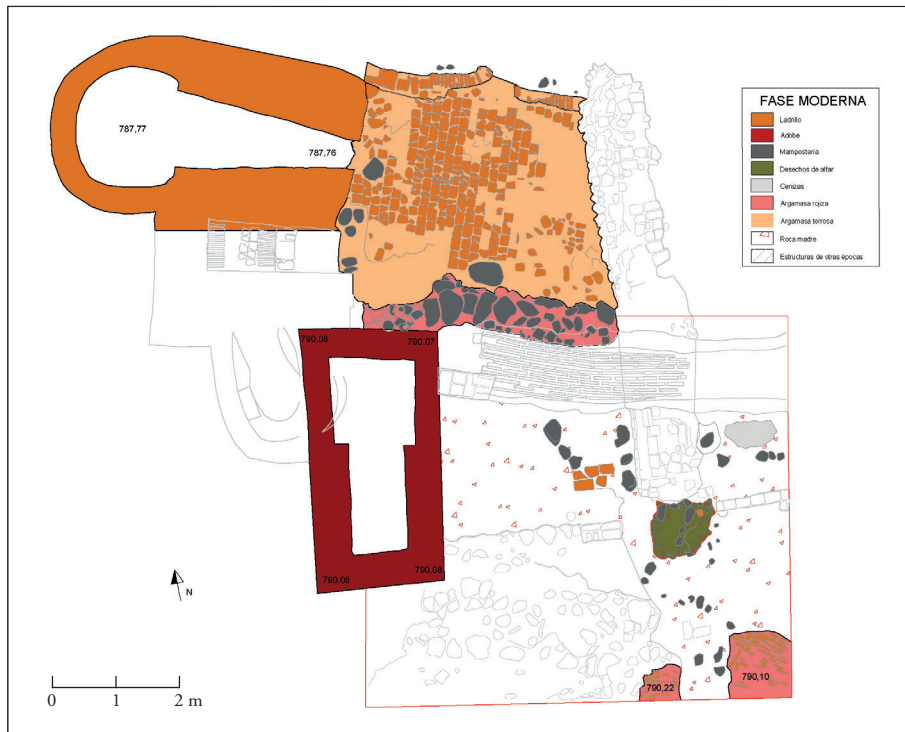 787,77
787,76
FASE MODERNA
Ladrillo
Adobe
Mampostería
Desechos de alfar
Cenizas
Argamasa rojiza
Argamasa terrosa
Roca madre
Estructures de otras épocas
790,08
790,07
790,08
790,08
N
0 1 2 m
790,22
790,10